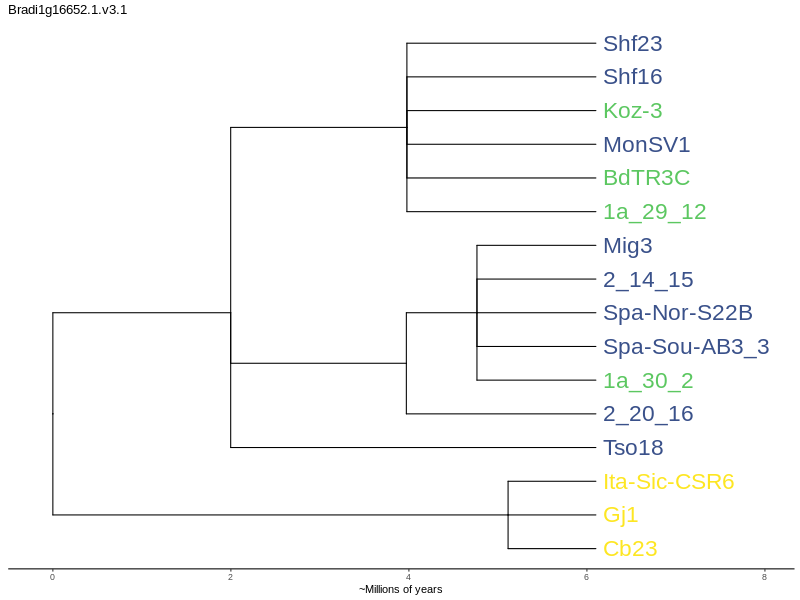 Bradi1g16652.1.v3.1
Shf23
Shf16
Koz-3
MonSV1
BdTR3C
1a_29_12
Mig3
2_14_15
Spa-Nor-S22B
Spa-Sou-AB3_3
1a_30_2
2_20_16
Tso18
Ita-Sic-CSR6
Gj1
Cb23
0 2 4 6 8
~Millions of years